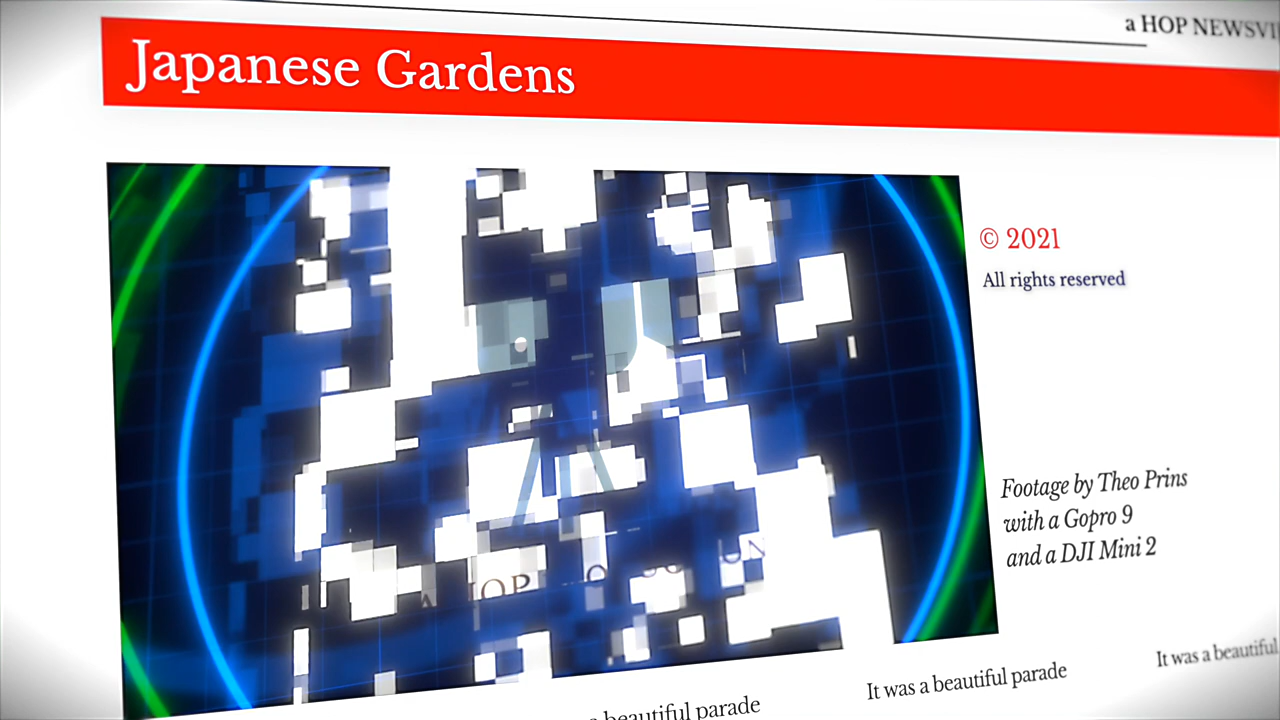 a HOP NEWSVI
Japanese Gardens
© 2021
All rights reserved
Footage by Theo Prins
with a Gopro 9
and a DJI Mini 2
A HOP
It was a beautiful
It was a beautiful parade
a beautiful parade